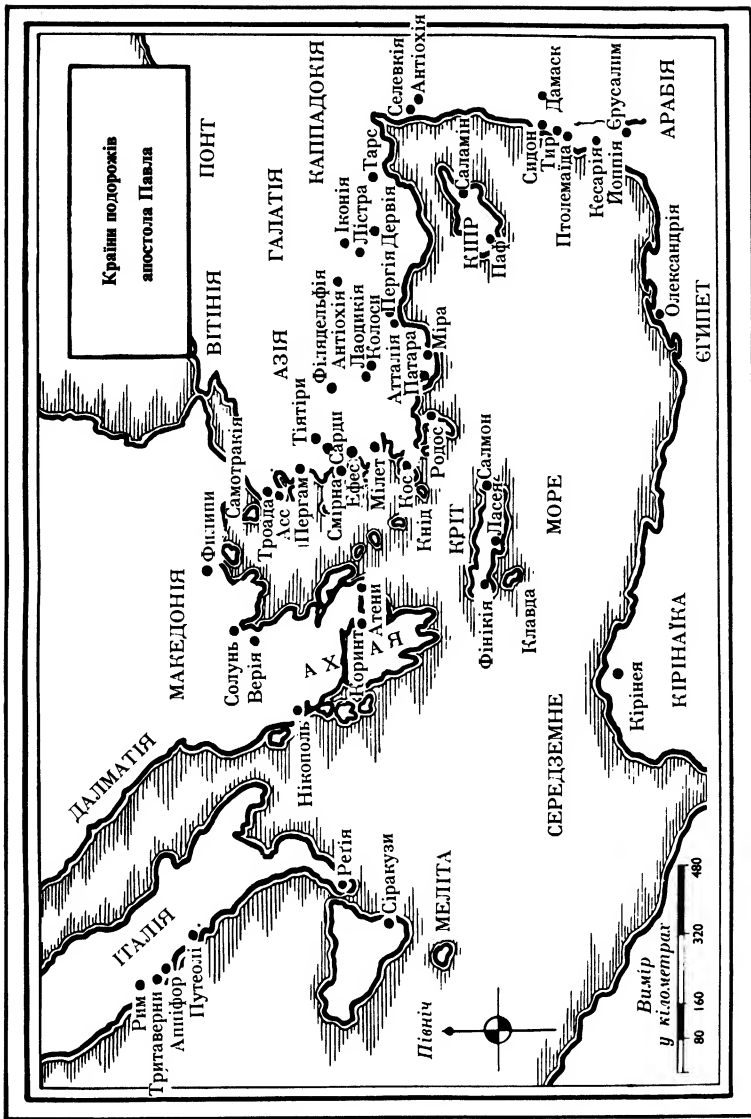 Країни подорожів
апостола Павла
ПОНТ
ВІТІНІЯ
ГАЛАТІЯ
КАППАДОКІЯ
АЗІЯ
МАКЕДОНІЯ
ДАЛМАТІЯ
ІТАЛІЯ
Рим
Тритаверни
Аппіфор
Путеолі
Регія
Сіракузи
МЕЛІТА
Нікополь
Солунь
Верія
Филипи
Самотракія
АХАЯ
Коринт
Атени
Троада
Асс
Пергам
Тіятіри
Смірна
Сарди
Ефес
Мілет
Кос
Кнід
Родос
Філядельфія
Антіохія
Лаодикія
Колоси
Атталія
Патара
Міра
Пергія
Дервія
Лістра
Іконія
Тарс
Селевкія
Антіохія
КІПР
Саламін
Паф
Сидон
Тир
Дамаск
Птолемаїда
Кесарія
Йоппія
Єрусалим
АРАБІЯ
КРІТ
Салмон
Ласея
Фінікія
Клавда
СЕРЕДЗЕМНЕ
МОРЕ
Олександрія
ЄГИПЕТ
Кірінея
КІРІНАЇКА
Північ
Вимір
у кілометрах
80 160 320 480